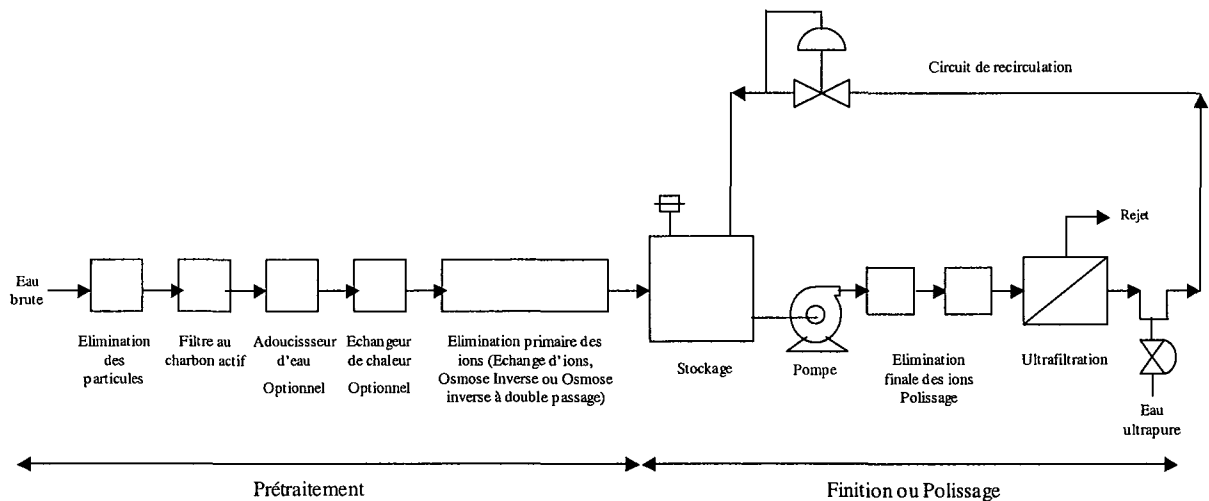 Circuit de recirculation
Rejet
Eau
brute
Elimination
des
particules
Filtre au
charbon actif
Adoucissseur
d'eau
Optionnel
Echangeur
de chaleur
Optionnel
Elimination primaire des
ions (Echange d'ions,
Osmose Inverse ou Osmose
inverse à double passage)
Stockage
Pompe
Elimination
finale des ions
Polissage
Ultrafiltration
Eau
ultrapure
Prétraitement
Finition ou Polissage